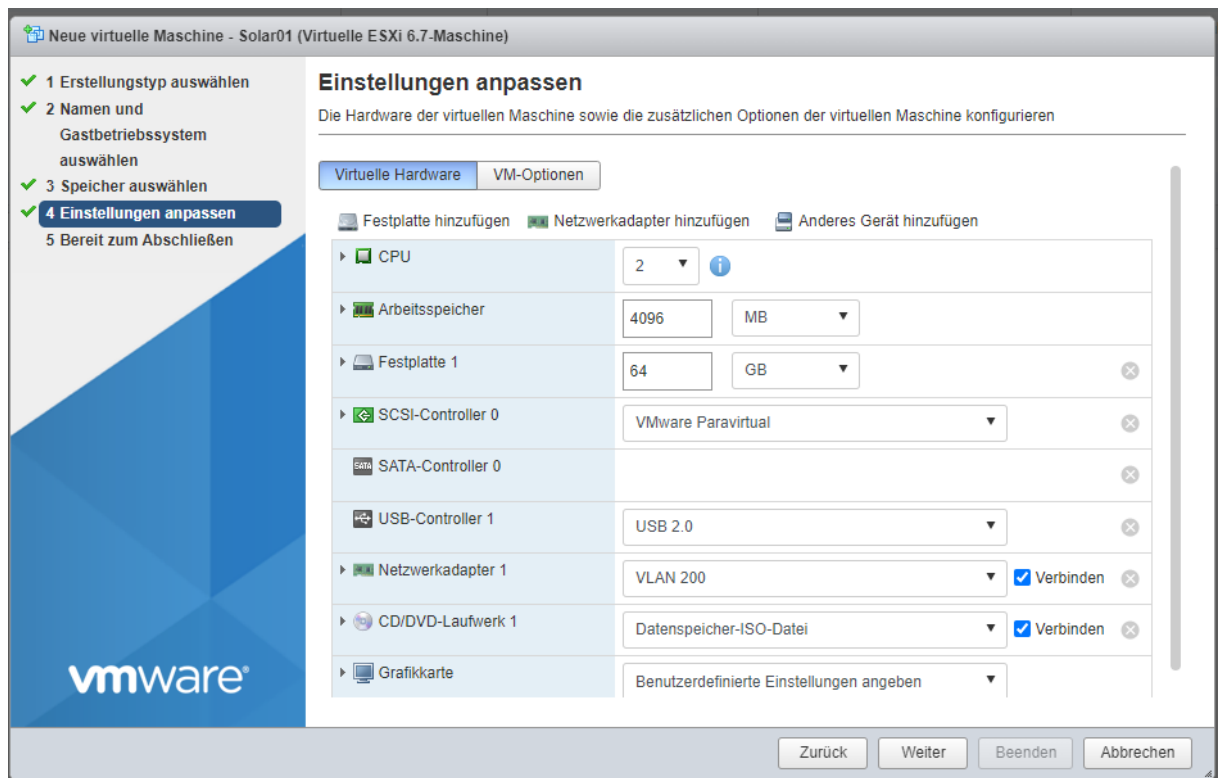 Neue virtuelle Maschine - Solar01 (Virtuelle ESXi 6.7-Maschine)
1 Erstellungstyp auswählen
2 Namen und
Gastbetriebssystem
auswählen
3 Speicher auswählen
4 Einstellungen anpassen
5 Bereit zum Abschließen
vmware®
Einstellungen anpassen
Die Hardware der virtuellen Maschine sowie die zusätzlichen Optionen der virtuellen Maschine konfigurieren
Virtuelle Hardware VM-Optionen
Festplatte hinzufügen Netzwerkadapter hinzufügen Anderes Gerät hinzufügen
CPU 2
Arbeitsspeicher 4096 MB
Festplatte 1 64 GB
SCSI-Controller 0 VMware Paravirtual
SATA SATA-Controller 0
USB-Controller 1 USB 2.0
Netzwerkadapter 1 VLAN 200 Verbinden
CD/DVD-Laufwerk 1 Datenspeicher-ISO-Datei Verbinden
Grafikkarte Benutzerdefinierte Einstellungen angeben
Zurück Weiter Beenden Abbrechen